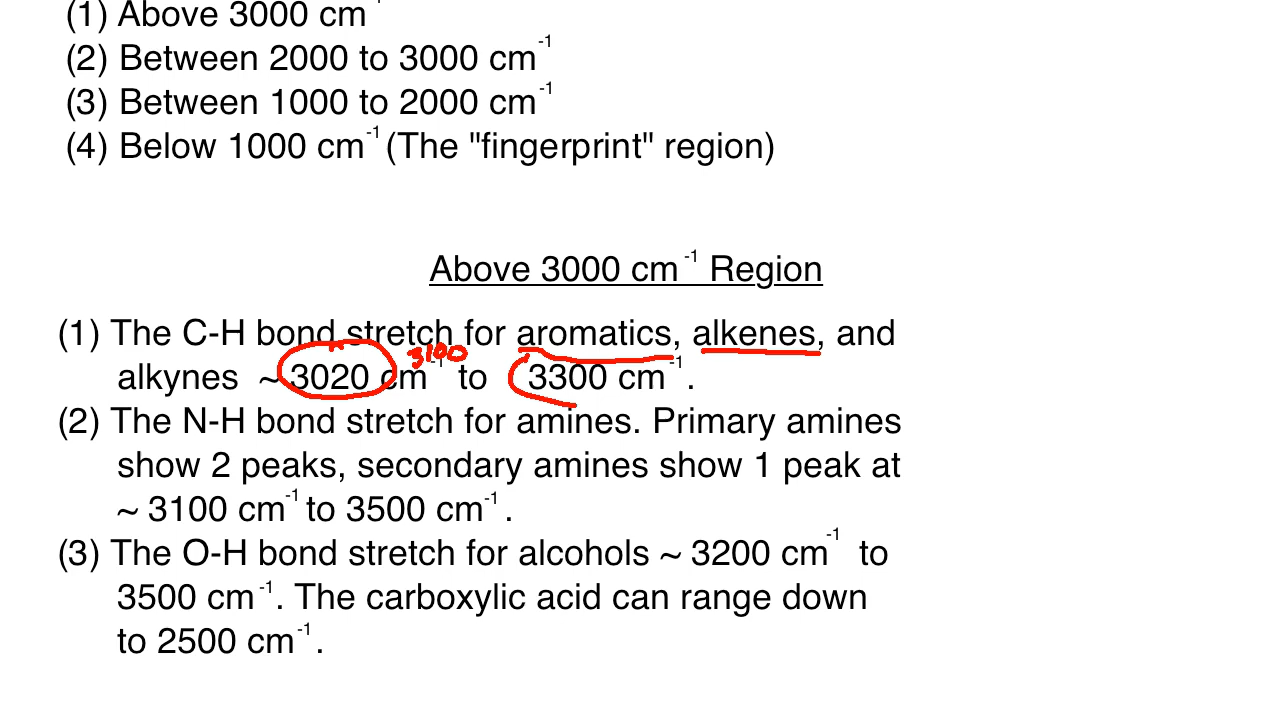 (1) Above 3000 cm
(2) Between 2000 to 3000 cm⁻¹
(3) Between 1000 to 2000 cm⁻¹
(4) Below 1000 cm⁻¹ (The "fingerprint" region)
Above 3000 cm⁻¹ Region
(1) The C-H bond stretch for aromatics, alkenes, and
3100
alkynes ~ 3020 cm⁻¹ to 3300 cm⁻¹.
(2) The N-H bond stretch for amines. Primary amines
show 2 peaks, secondary amines show 1 peak at
~ 3100 cm⁻¹ to 3500 cm⁻¹.
(3) The O-H bond stretch for alcohols ~ 3200 cm⁻¹ to
3500 cm⁻¹. The carboxylic acid can range down
to 2500 cm⁻¹.